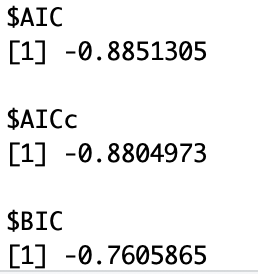 $AIC
[1] -0.8851305
$AICc
[1] -0.8804973
$BIC
[1] -0.7605865